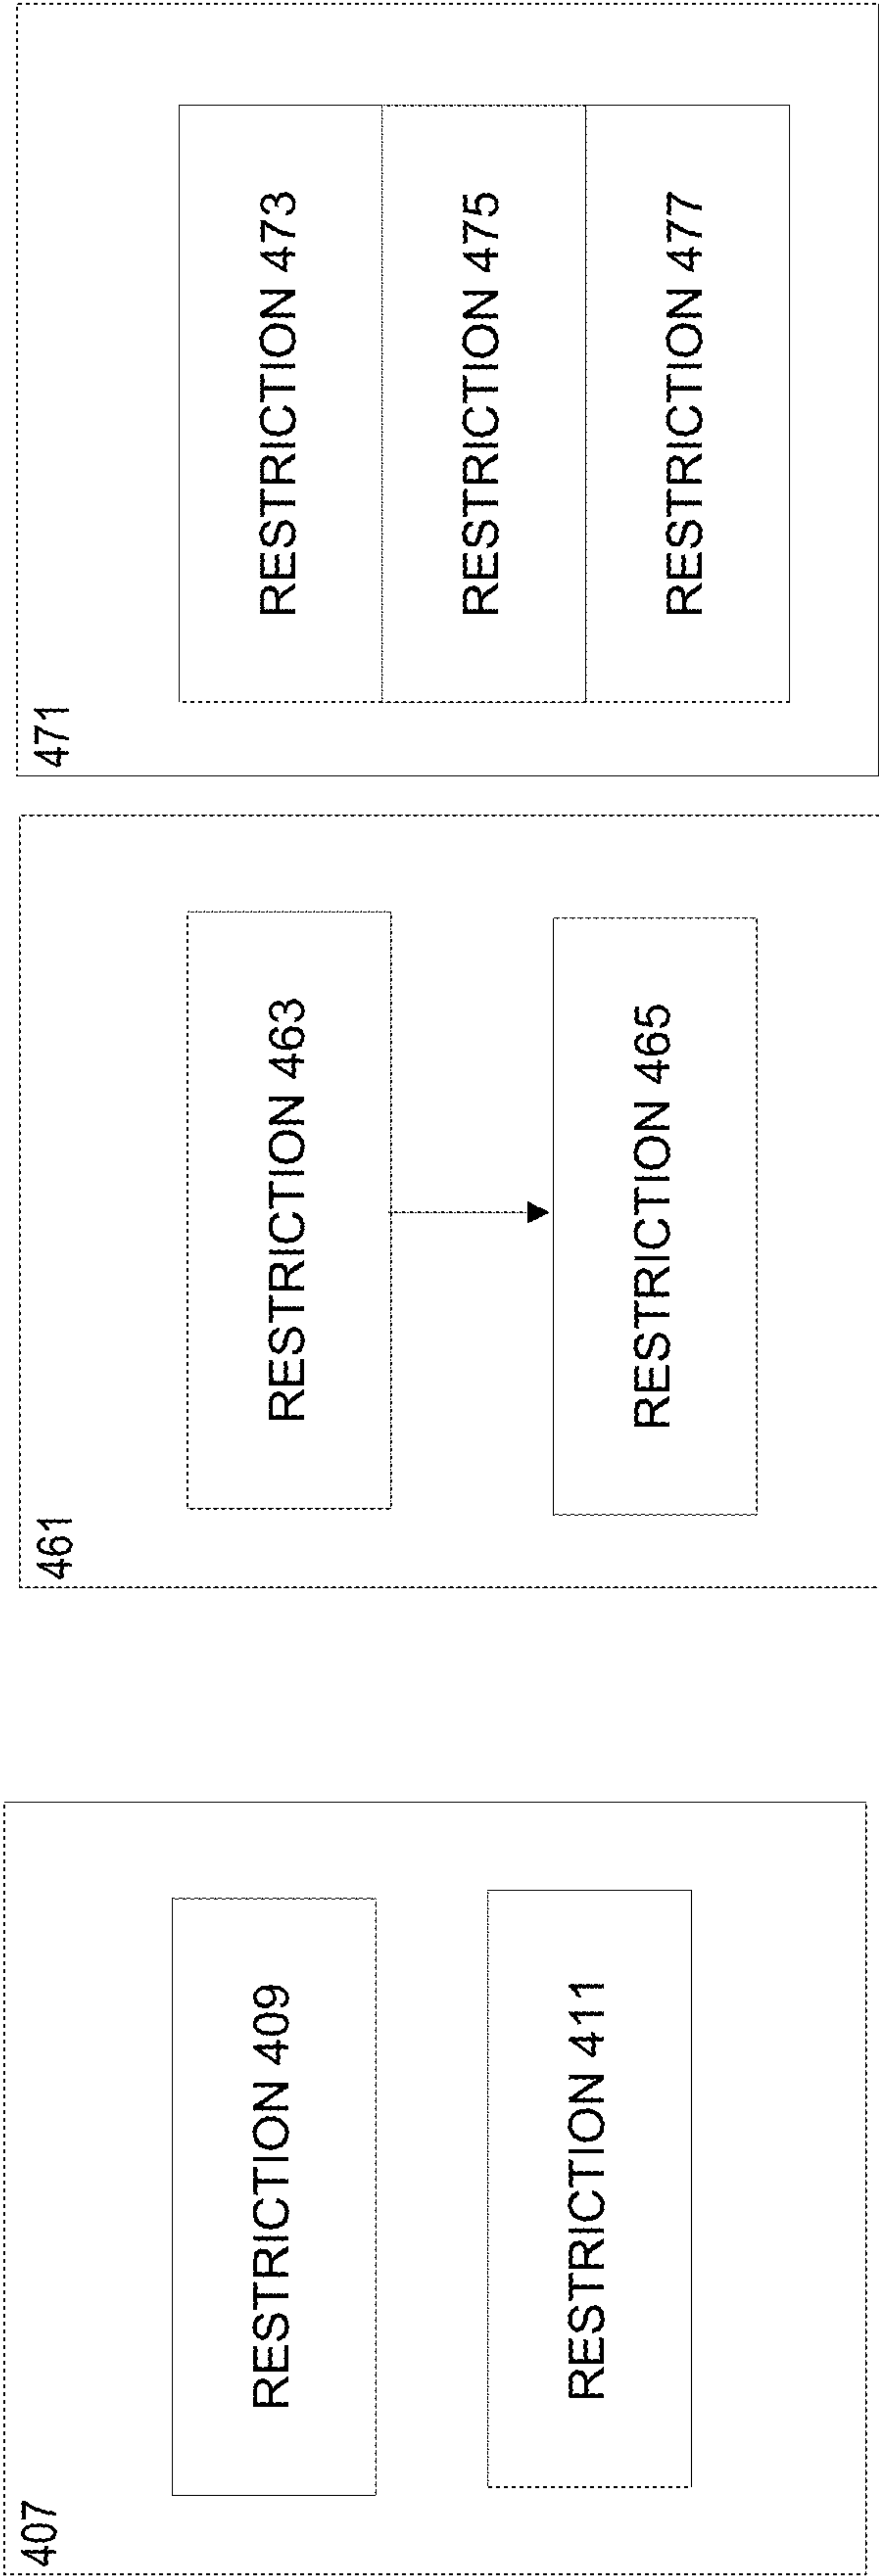 407
RESTRICTION 409
RESTRICTION 411
461
RESTRICTION 463
RESTRICTION 465
471
RESTRICTION 473
RESTRICTION 475
RESTRICTION 477